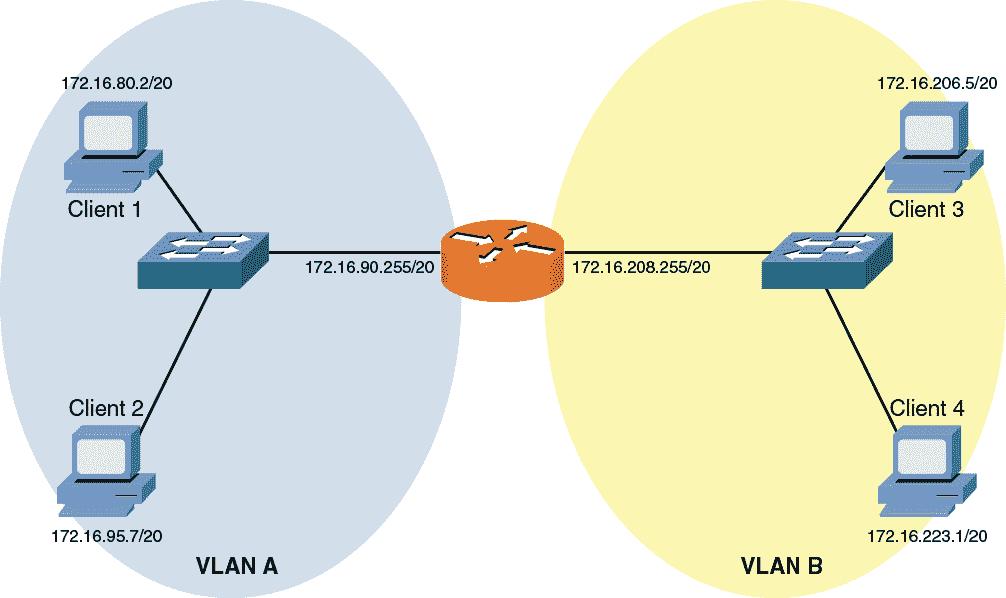 172.16.80.2/20
172.16.206.5/20
Client 1
Client 3
172.16.90.255/20
172.16.208.255/20
Client 2
Client 4
172.16.95.7/20
172.16.223.1/20
VLAN A
VLAN B